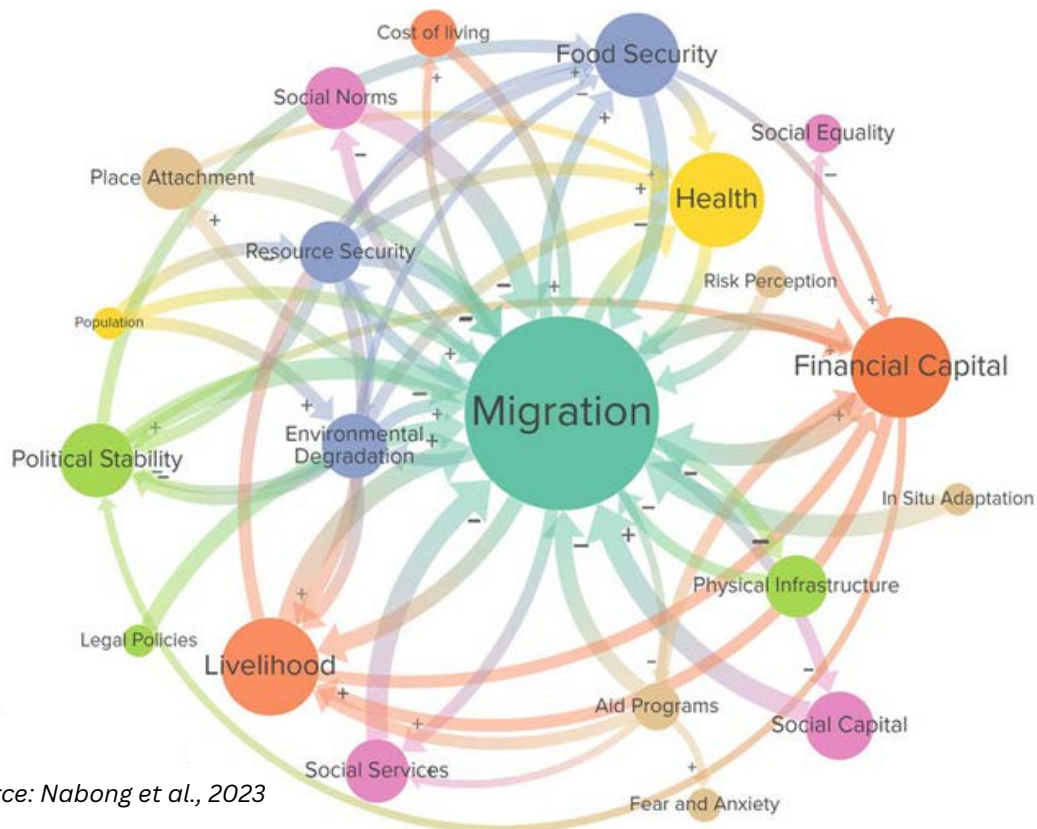 Cost of living
Food Security
Social Norms
Social Equality
Place Attachment
Health
Resource Security
Risk Perception
Population
Financial Capital
Migration
Environmental
Degradation
Political Stability
In Situ Adaptation
Physical Infrastructure
Legal Policies
Livelihood
Aid Programs
Social Capital
Social Services
Fear and Anxiety
rce: Nabong et al., 2023